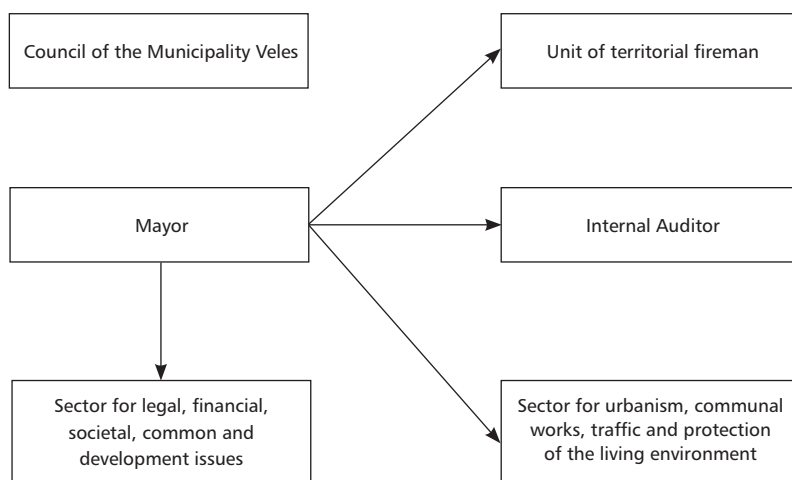 Council of the Municipality Veles
Unit of territorial fireman
Mayor
Internal Auditor
Sector for legal, financial,
societal, common and
development issues
Sector for urbanism, communal
works, traffic and protection
of the living environment